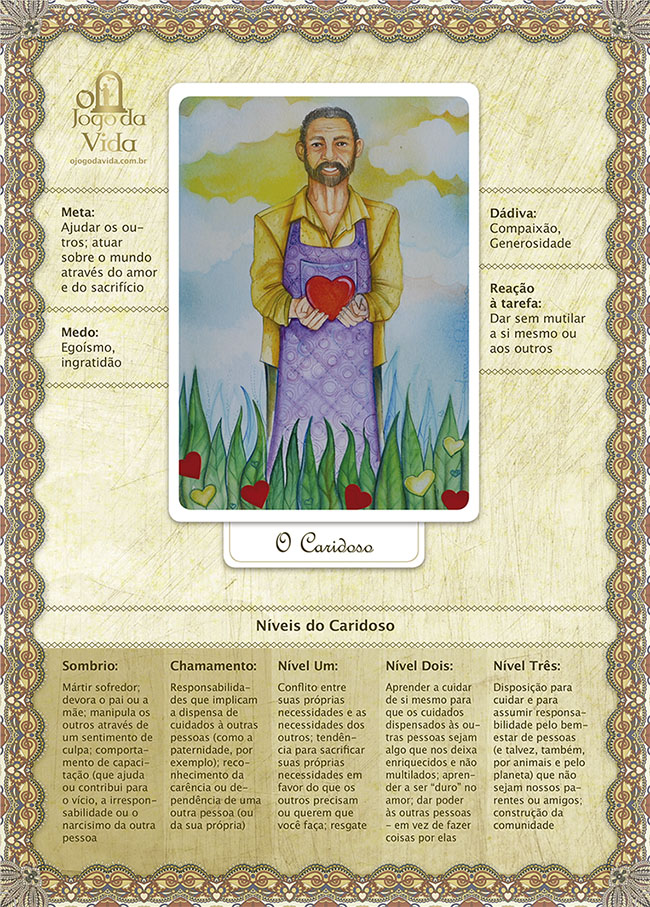 O
Jogo da
Vida
ojogodavida.com.br
Meta:
Ajudar os ou-
tros; atuar
sobre o mundo
através do amor
e do sacrifício
Medo:
Egoísmo,
ingratidão
Dádiva:
Compaixão,
Generosidade
Reação
à tarefa:
Dar sem mutilar
a si mesmo ou
aos outros
O Caridoso
Níveis do Caridoso
Sombrio:
Mártir sofredor;
devora o pai ou a
mãe; manipula os
outros através de
um sentimento de
culpa; comporta-
mento de capaci-
tação (que ajuda
ou contribui para
o vício, a irrespon-
sabilidade ou o
narcisismo da outra
pessoa
Chamamento:
Responsabilida-
des que implicam
a dispensa de
cuidados à outras
pessoas (como a
paternidade, por
exemplo); reco-
nhecimento da
carência ou de-
pendência de uma
outra pessoa (ou
da sua própria)
Nível Um:
Conflito entre
suas próprias
necessidades e as
necessidades dos
outros; tendên-
cia para sacrificar
suas próprias
necessidades em
favor do que os
outros precisam
ou querem que
você faça; resgate
Nível Dois:
Aprender a cuidar
de si mesmo para
que os cuidados
dispensados às ou-
tras pessoas sejam
algo que nos deixa
enriquecidos e não
multilados; apren-
der a ser "duro" no
amor; dar poder
às outras pessoas
- em vez de fazer
coisas por elas
Nível Três:
Disposição para
cuidar e para
assumir responsa-
bilidade pelo bem-
estar de pessoas
(e talvez, também,
por animais e pelo
planeta) que não
sejam nossos pa-
rentes ou amigos;
construção da
comunidade